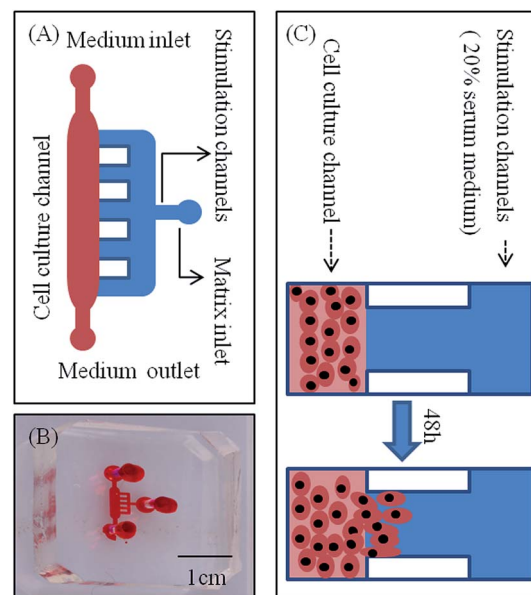 (A)
Medium inlet
Cell culture channel
Stimulation channels
Matrix inlet
Medium outlet
(B)
1cm
(C)
Cell culture
channel
Stimulation channels
( 20% serum medium)
48h